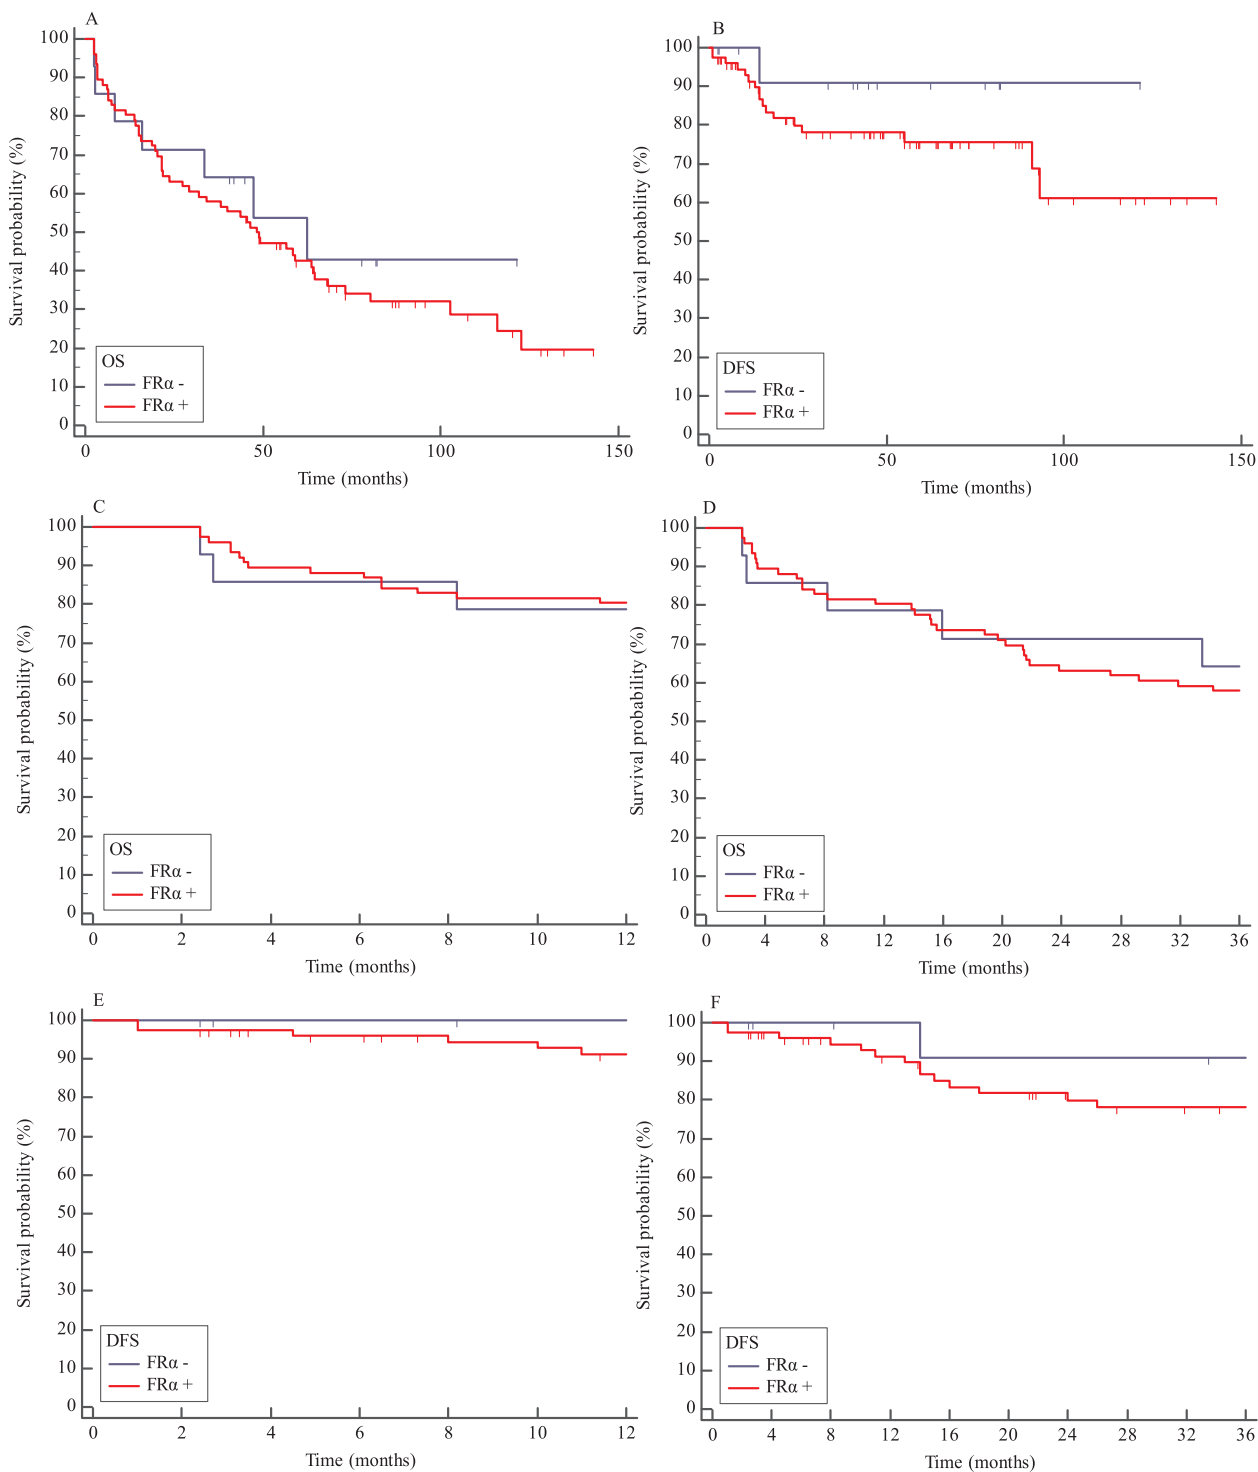 A
Survival probability (%)
100
90
80
70
60
50
40
30
20
10
0
OS
FRα -
FRα +
0 50 100 150
Time (months)
B
Survival probability (%)
100
90
80
70
60
50
40
30
20
10
0
DFS
FRα -
FRα +
0 50 100 150
Time (months)
C
Survival probability (%)
100
90
80
70
60
50
40
30
20
10
0
OS
FRα -
FRα +
0 2 4 6 8 10 12
Time (months)
D
Survival probability (%)
100
90
80
70
60
50
40
30
20
10
0
OS
FRα -
FRα +
0 4 8 12 16 20 24 28 32 36
Time (months)
E
Survival probability (%)
100
90
80
70
60
50
40
30
20
10
0
DFS
FRα -
FRα +
0 2 4 6 8 10 12
Time (months)
F
Survival probability (%)
100
90
80
70
60
50
40
30
20
10
0
DFS
FRα -
FRα +
0 4 8 12 16 20 24 28 32 36
Time (months)